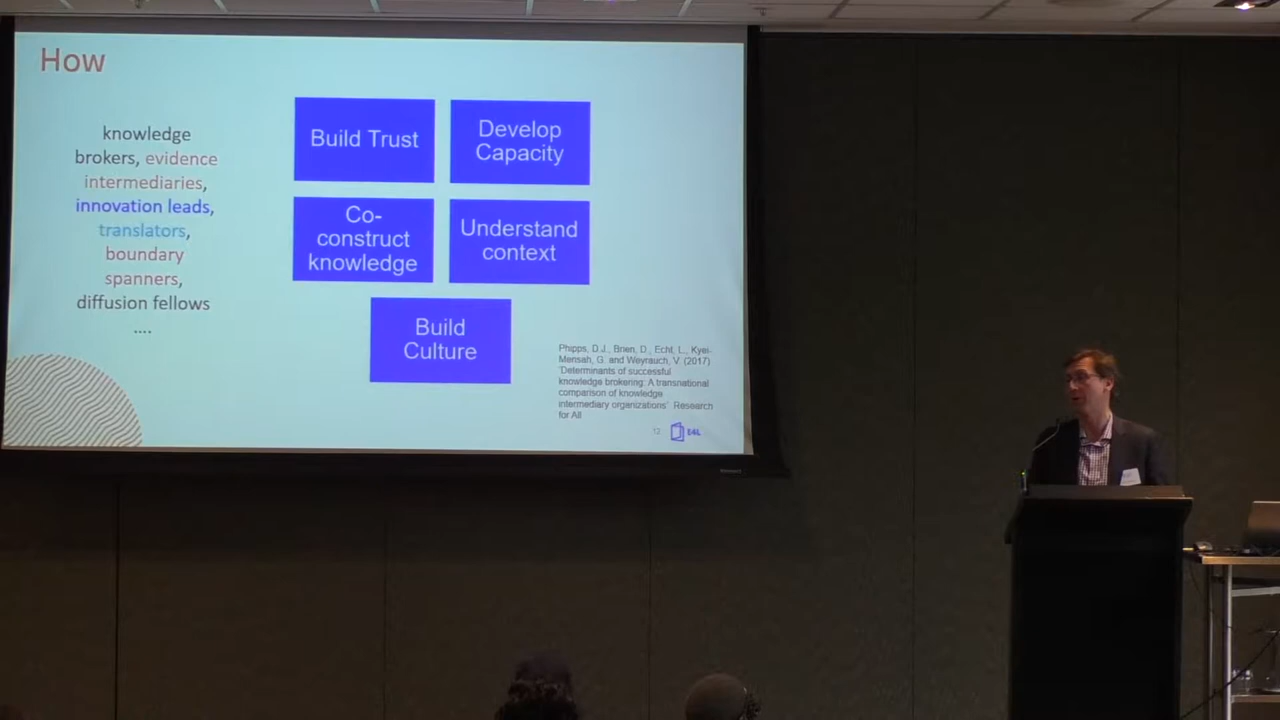 How
knowledge
brokers, evidence
intermediaries,
innovation leads,
translators,
boundary
spanners,
diffusion fellows
....
Build Trust
Develop
Capacity
Co-
construct
knowledge
Understand
context
Build
Culture
Phipps, D.J., Brien, D., Echt, L., Kyei-
Mensah, G. and Weyrauch, V. (2017)
"Determinants of successful
knowledge brokering: A transnational
comparison of knowledge
intermediary organizations" Research
for All
12
E4L